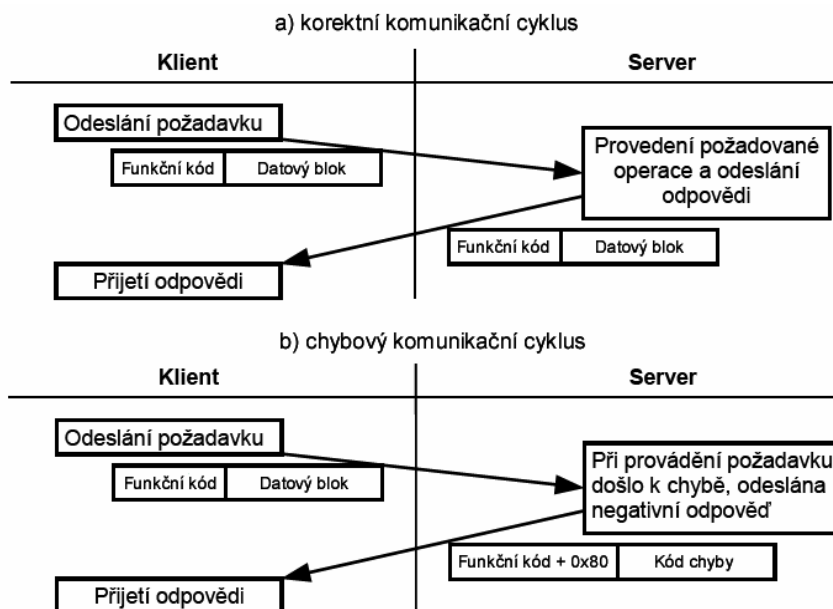 a) korektní komunikační cyklus
Klient
Server
Odeslání požadavku
Funkční kód
Datový blok
Provedení požadované
operace a odeslání
odpovědi
Funkční kód
Datový blok
Přijetí odpovědi
b) chybový komunikační cyklus
Klient
Server
Odeslání požadavku
Funkční kód
Datový blok
Při provádění požadavku
došlo k chybě, odeslána
negativní odpověď
Funkční kód + 0x80
Kód chyby
Přijetí odpovědi